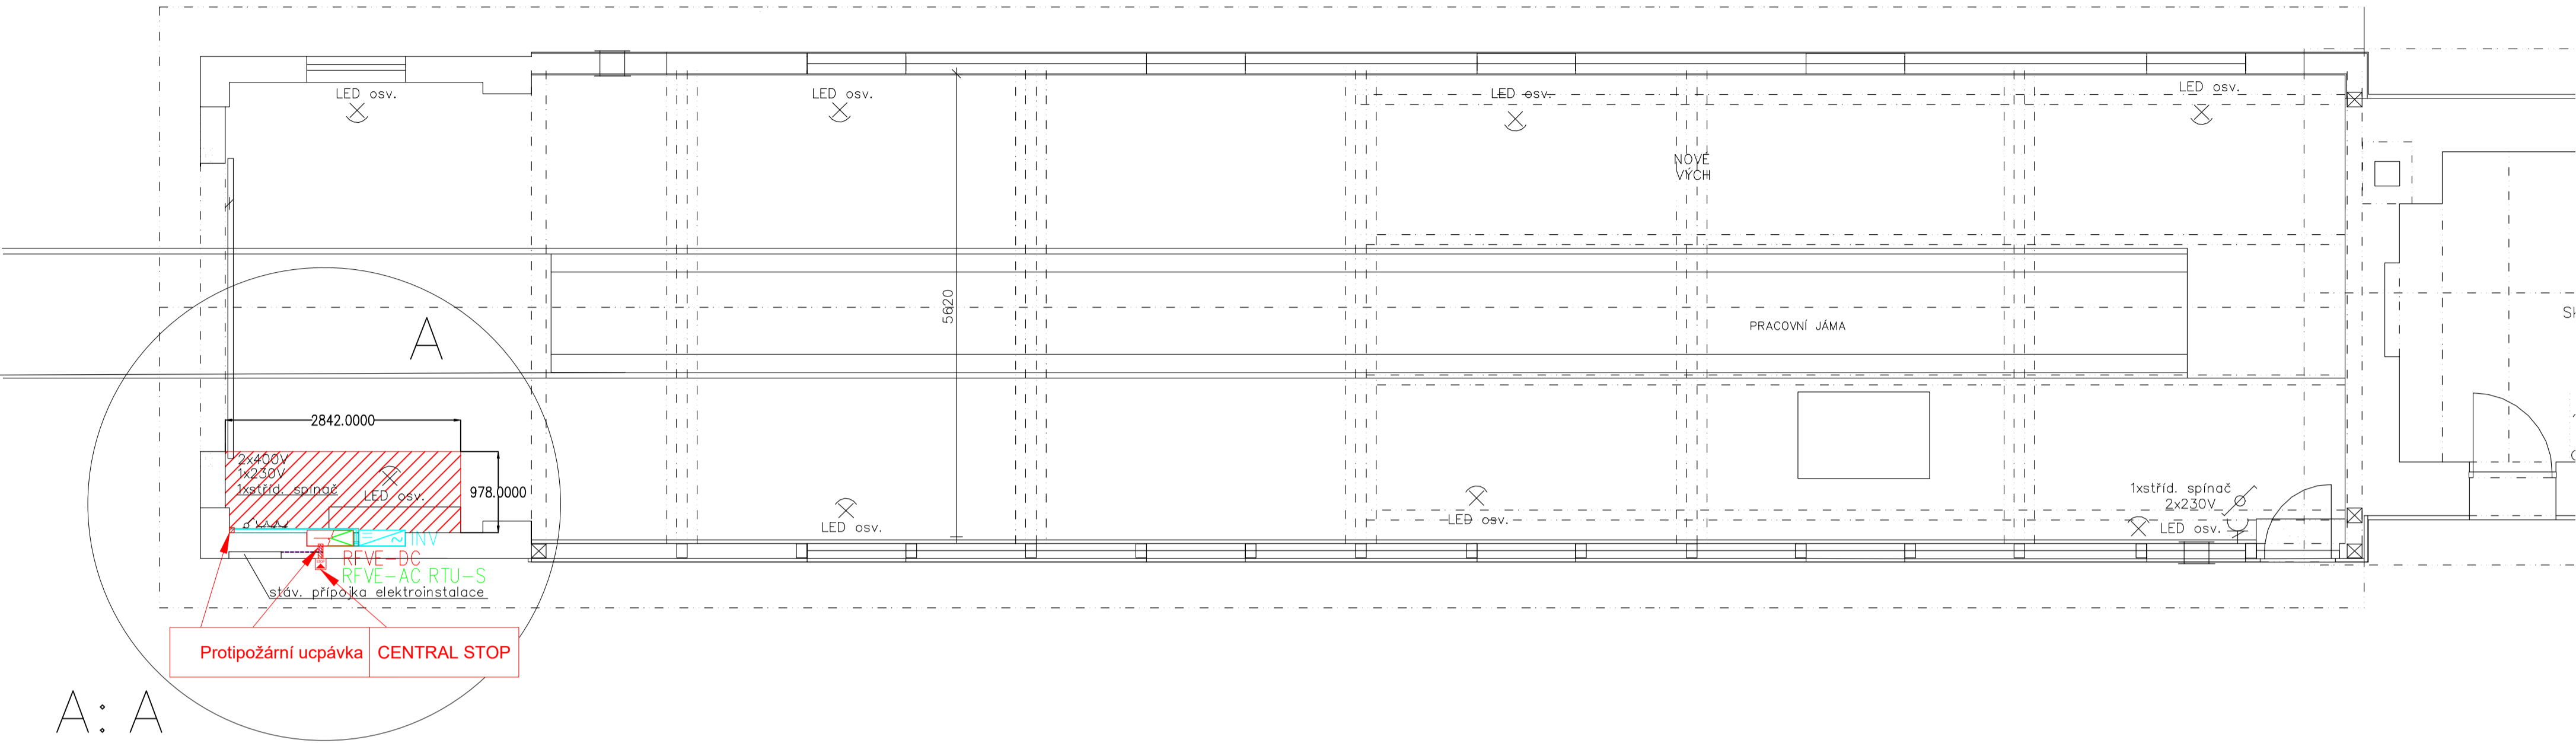 LED osv.
LED osv.
LED osv.
LED osv.
NOVÉ
VÝCH
5620
PRACOVNÍ JÁMA
A
2842.0000
2x400V
1x230V
1xstříd. spínač
LED osv.
978.0000
INV
RFVE-DC
RFVE-AC RTU-S
stáv. přípojka elektroinstalace
LED osv.
LED osv.
1xstříd. spínač
2x230V
LED osv.
Protipožární ucpávka
CENTRAL STOP
A: A